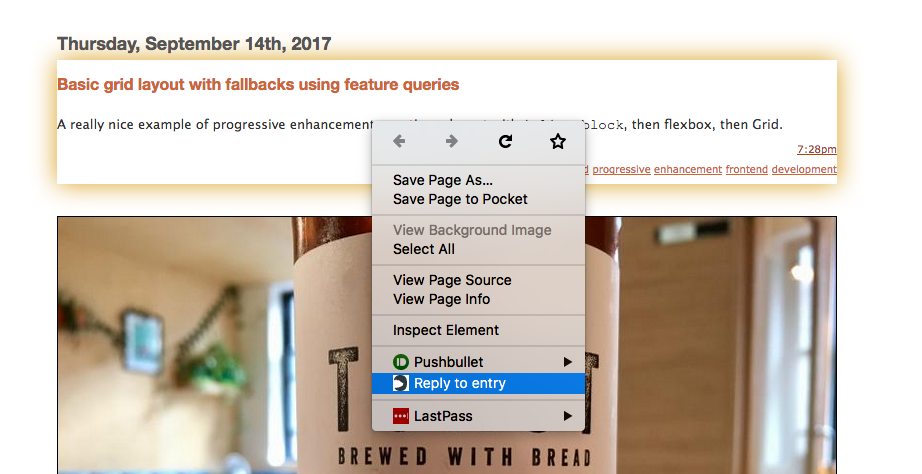 Thursday, September 14th, 2017
Basic grid layout with fallbacks using feature queries
A really nice example of progressive enhancement block, then flexbox, then Grid.
7:28pm
progressive enhancement frontend development
Save Page As...
Save Page to Pocket
View Background Image
Select All
View Page Source
View Page Info
Inspect Element
Pushbullet
Reply to entry
LastPass
BREWED WITH BREAD